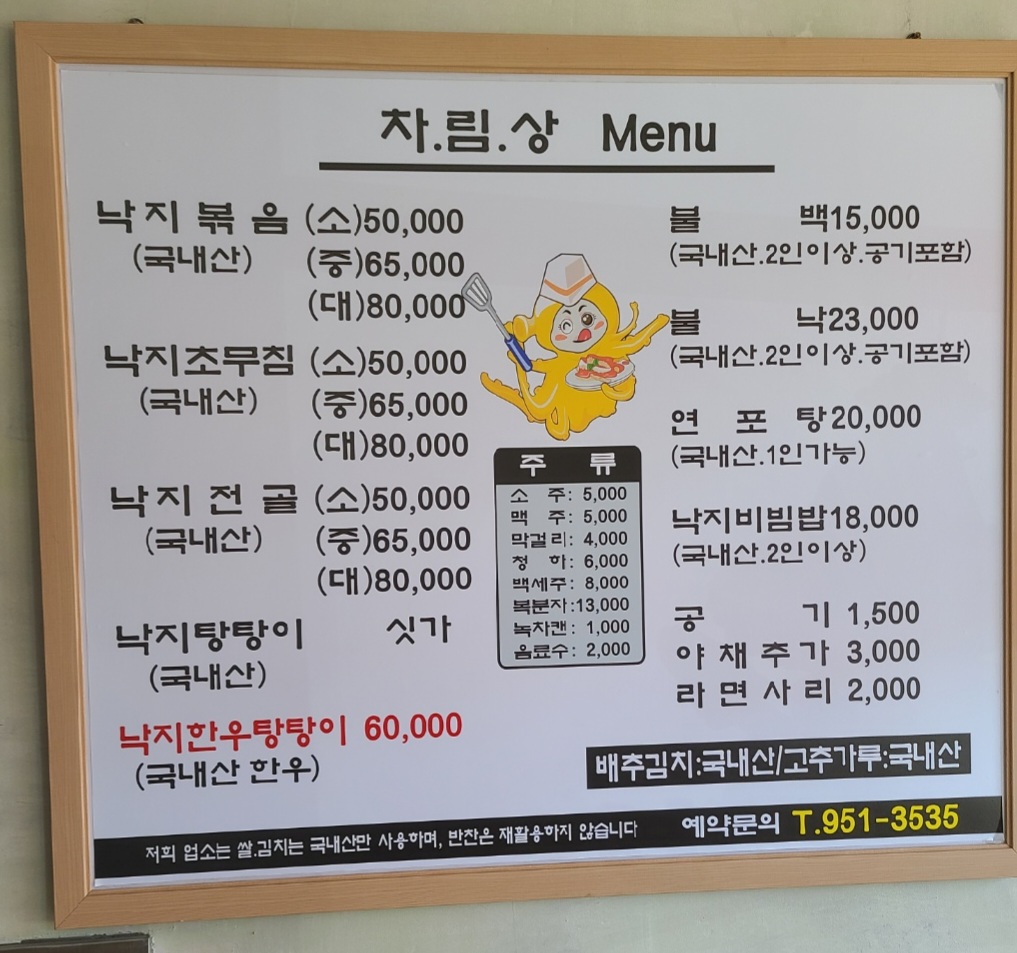 차.림.상 Menu
낙지볶음 (소)50,000
(국내산) (중)65,000
(대)80,000
낙지초무침 (소)50,000
(국내산) (중)65,000
(대)80,000
낙지전골 (소)50,000
(국내산) (중)65,000
(대)80,000
낙지탕탕이 싯가
(국내산)
낙지한우탕탕이 60,000
(국내산 한우)
주류
소주: 5,000
맥주: 5,000
막걸리: 4,000
청하: 6,000
백세주: 8,000
복분자:13,000
녹차캔: 1,000
음료수: 2,000
불백15,000
(국내산.2인이상.공기포함)
불낙23,000
(국내산.2인이상.공기포함)
연포탕20,000
(국내산.1인가능)
낙지비빔밥18,000
(국내산.2인이상)
공기 1,500
야채추가 3,000
라면사리 2,000
배추김치:국내산/고추가루:국내산
저희 업소는 쌀.김치는 국내산만 사용하며, 반찬은 재활용하지 않습니다 예약문의 T.951-3535